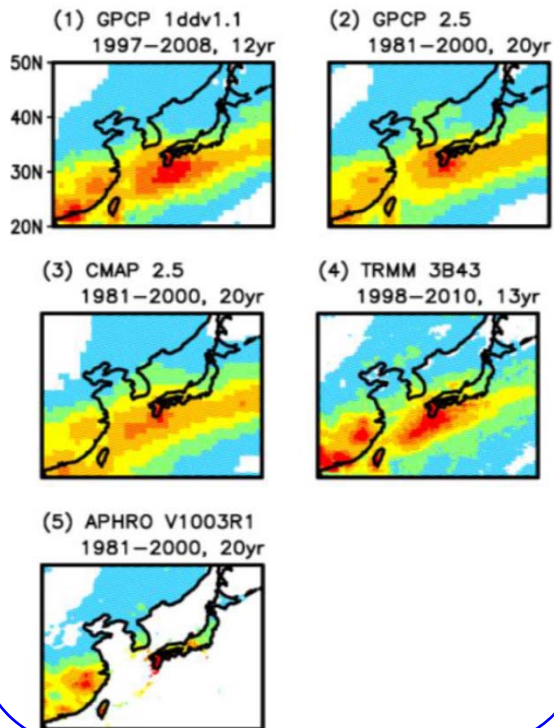 (1) GPCP 1ddv1.1
1997-2008, 12yr
(2) GPCP 2.5
1981-2000, 20yr
50N
40N
30N
20N
(3) CMAP 2.5
1981-2000, 20yr
(4) TRMM 3B43
1998-2010, 13yr
(5) APHRO V1003R1
1981-2000, 20yr